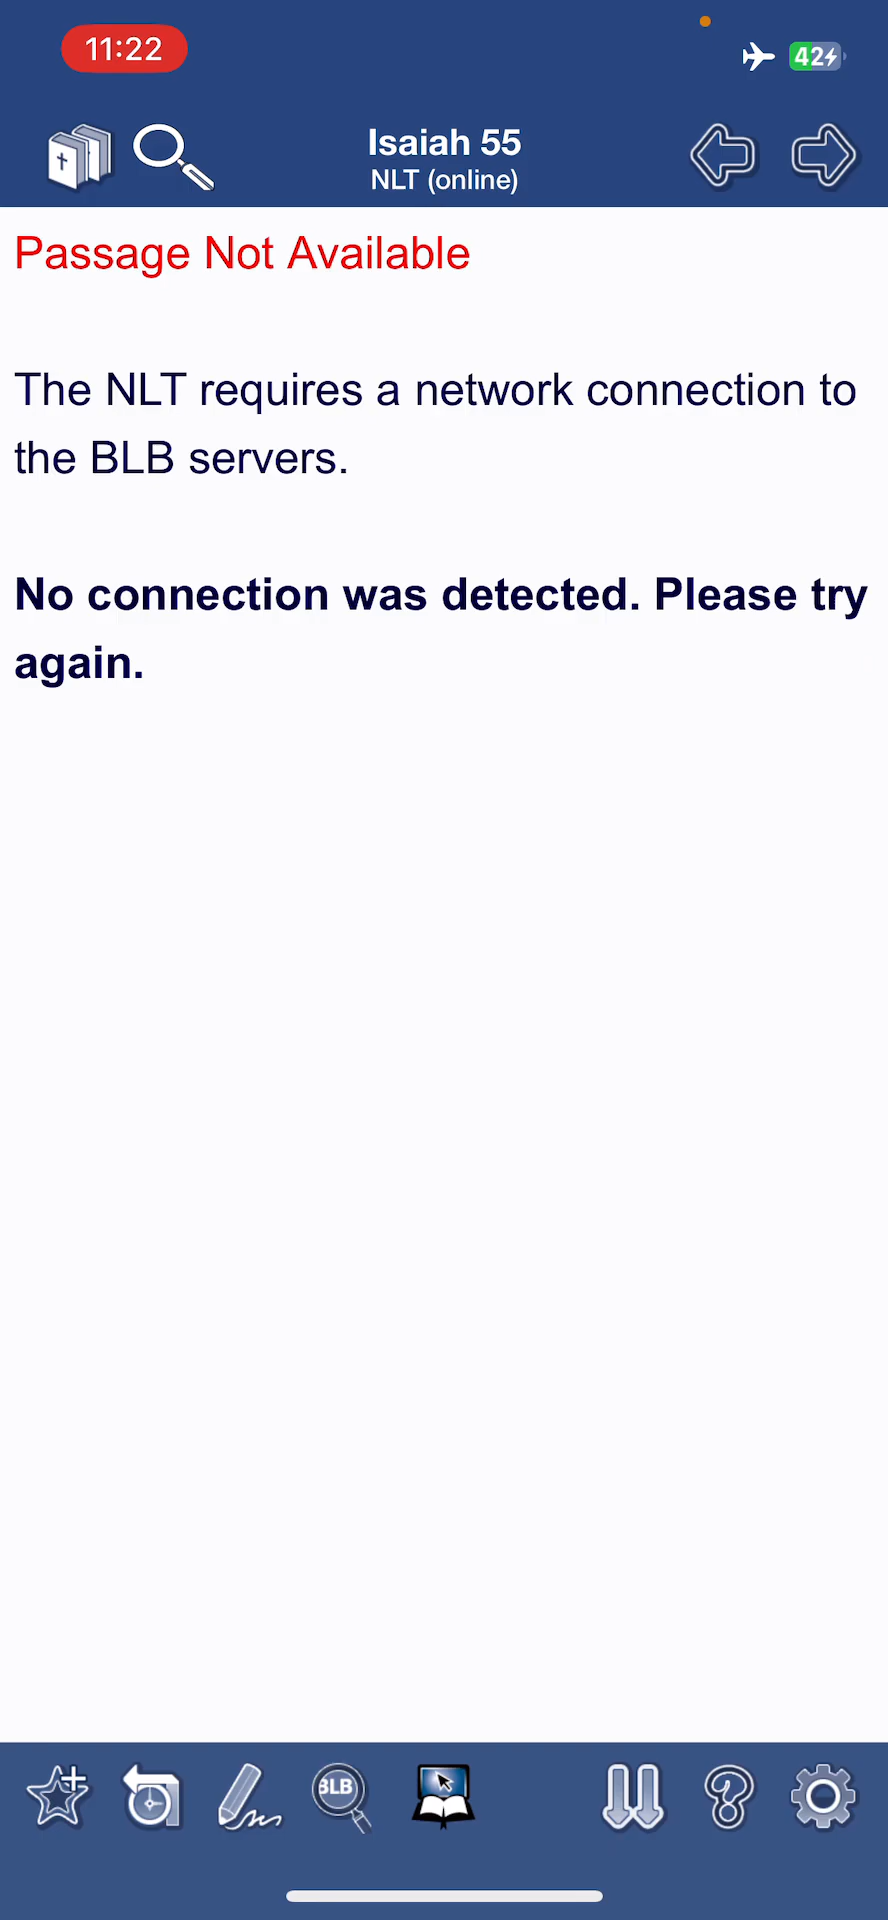 11:22
42
Isaiah 55
NLT (online)
Passage Not Available
The NLT requires a network connection to
the BLB servers.
No connection was detected. Please try
again.
BLB